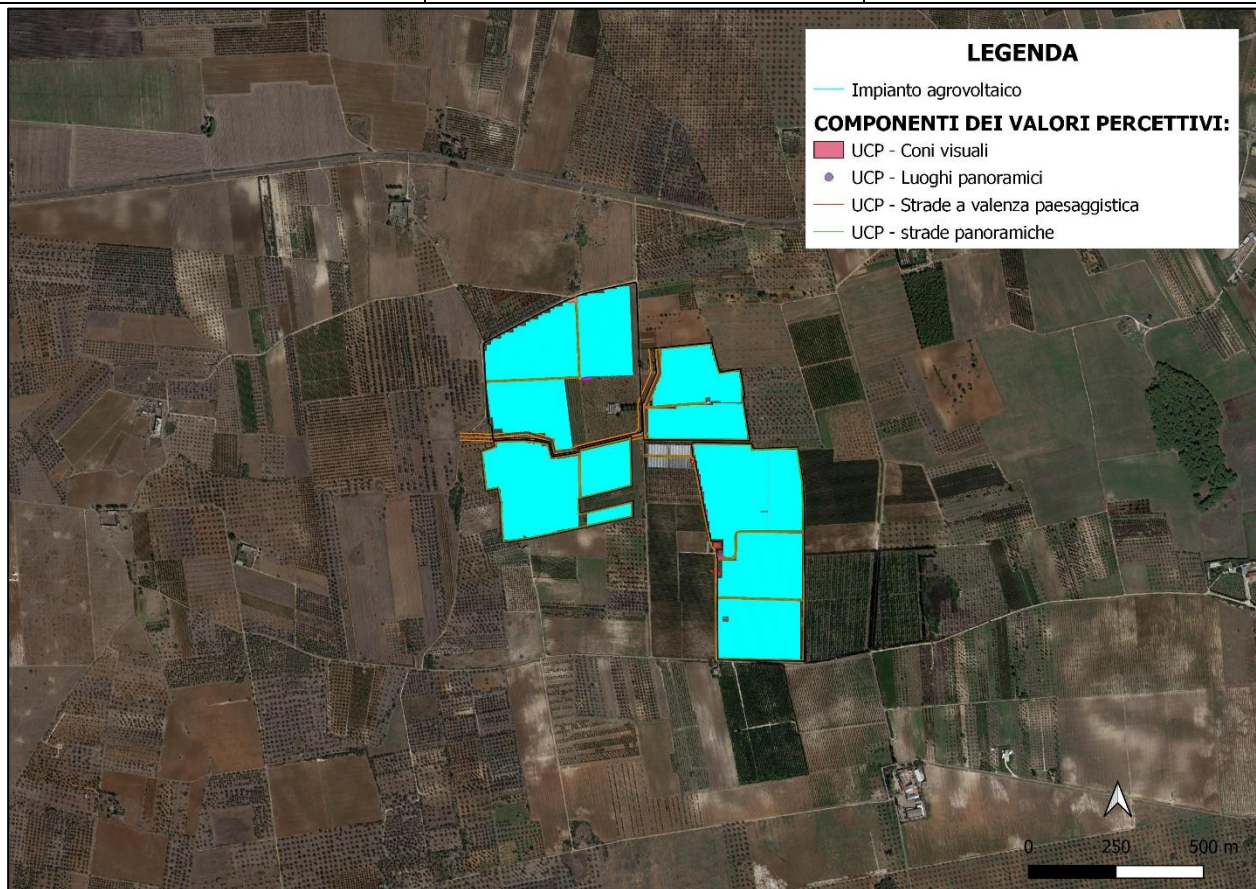 LEGENDA
Impianto agrovoltaico
COMPONENTI DEI VALORI PERCETTIVI:
UCP - Coni visuali
UCP - Luoghi panoramici
UCP - Strade a valenza paesaggistica
UCP - strade panoramiche
0 250 500 m